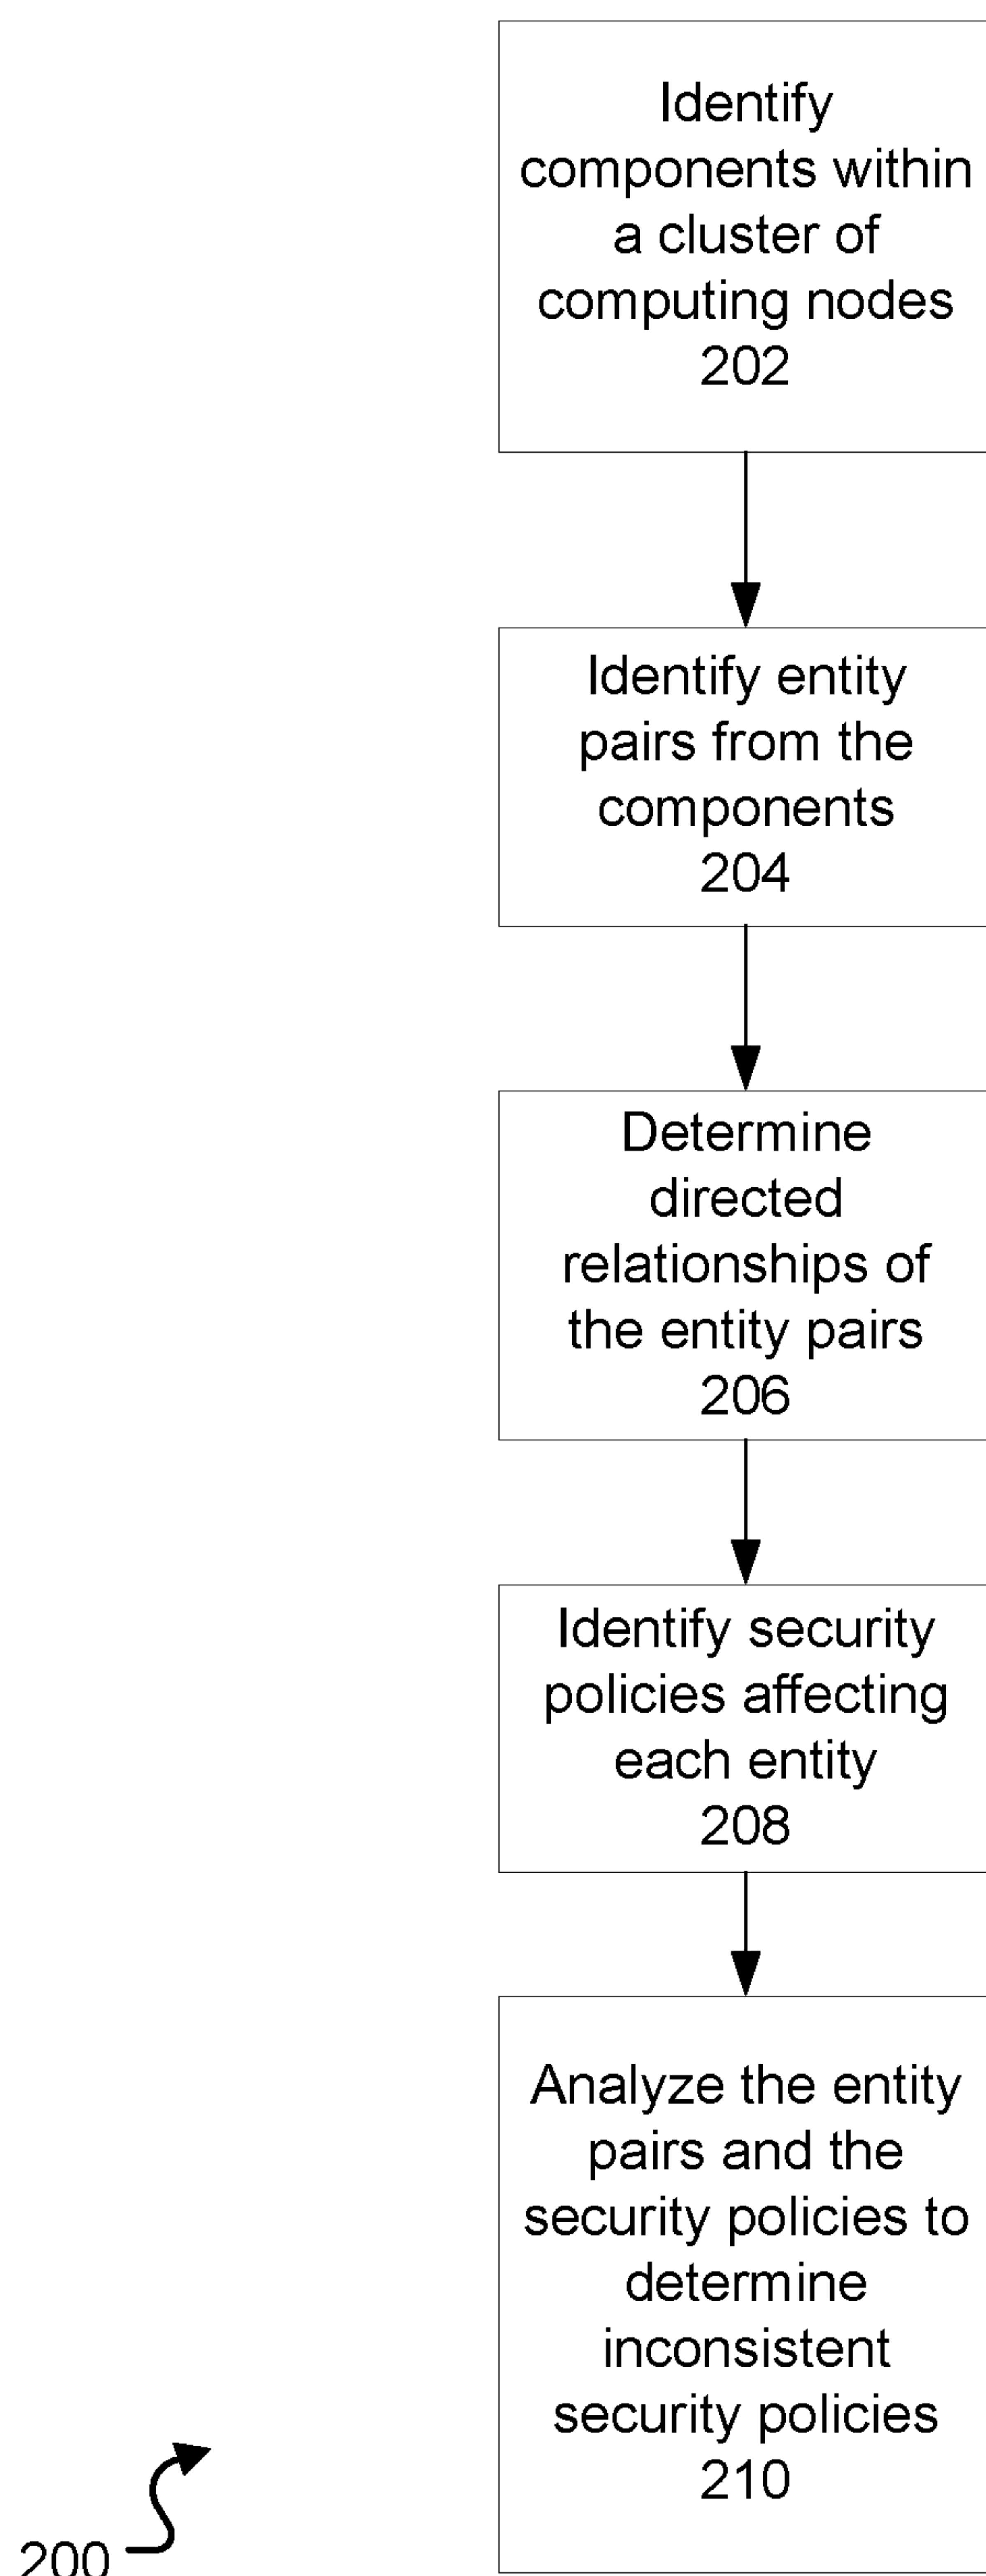 Identify
components within
a cluster of
computing nodes
202
Identify entity
pairs from the
components
204
Determine
directed
relationships of
the entity pairs
206
Identify security
policies affecting
each entity
208
Analyze the entity
pairs and the
security policies to
determine
inconsistent
security policies
210
200